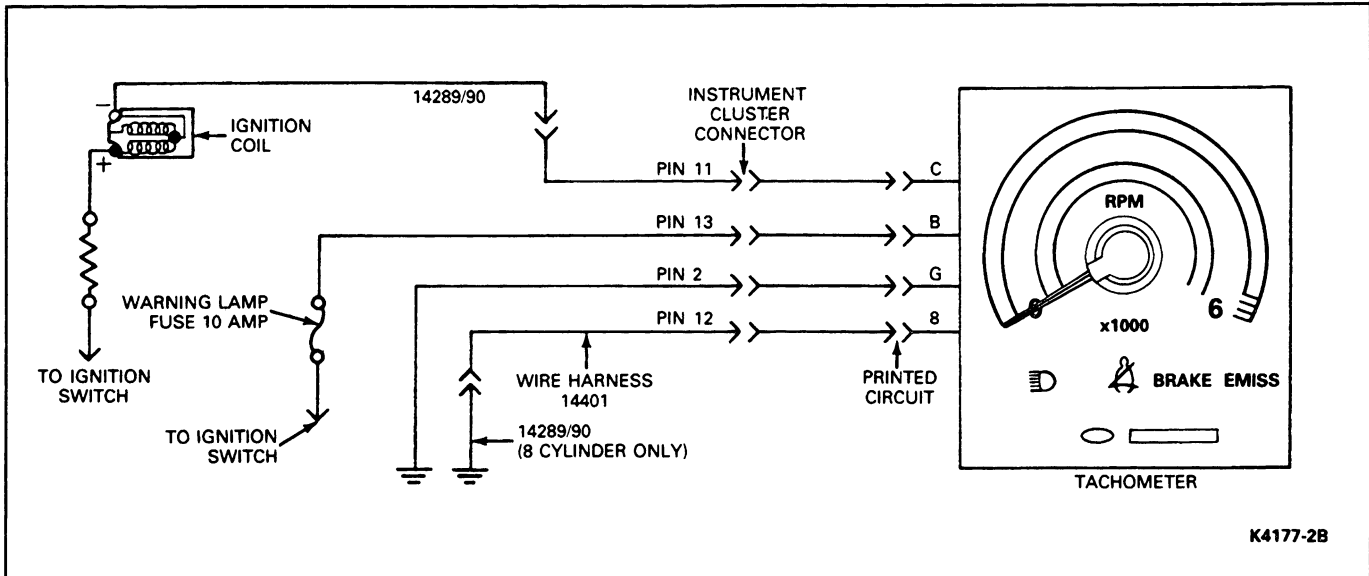 14289/90
INSTRUMENT
CLUSTER
CONNECTOR
−
IGNITION
COIL
+
PIN 11
C
RPM
PIN 13
B
PIN 2
G
WARNING LAMP
FUSE 10 AMP
PIN 12
8
6
6
x1000
TO IGNITION
SWITCH
WIRE HARNESS
14401
PRINTED
CIRCUIT
BRAKE EMISS
TO IGNITION
SWITCH
14289/90
(8 CYLINDER ONLY)
TACHOMETER
K4177-2B